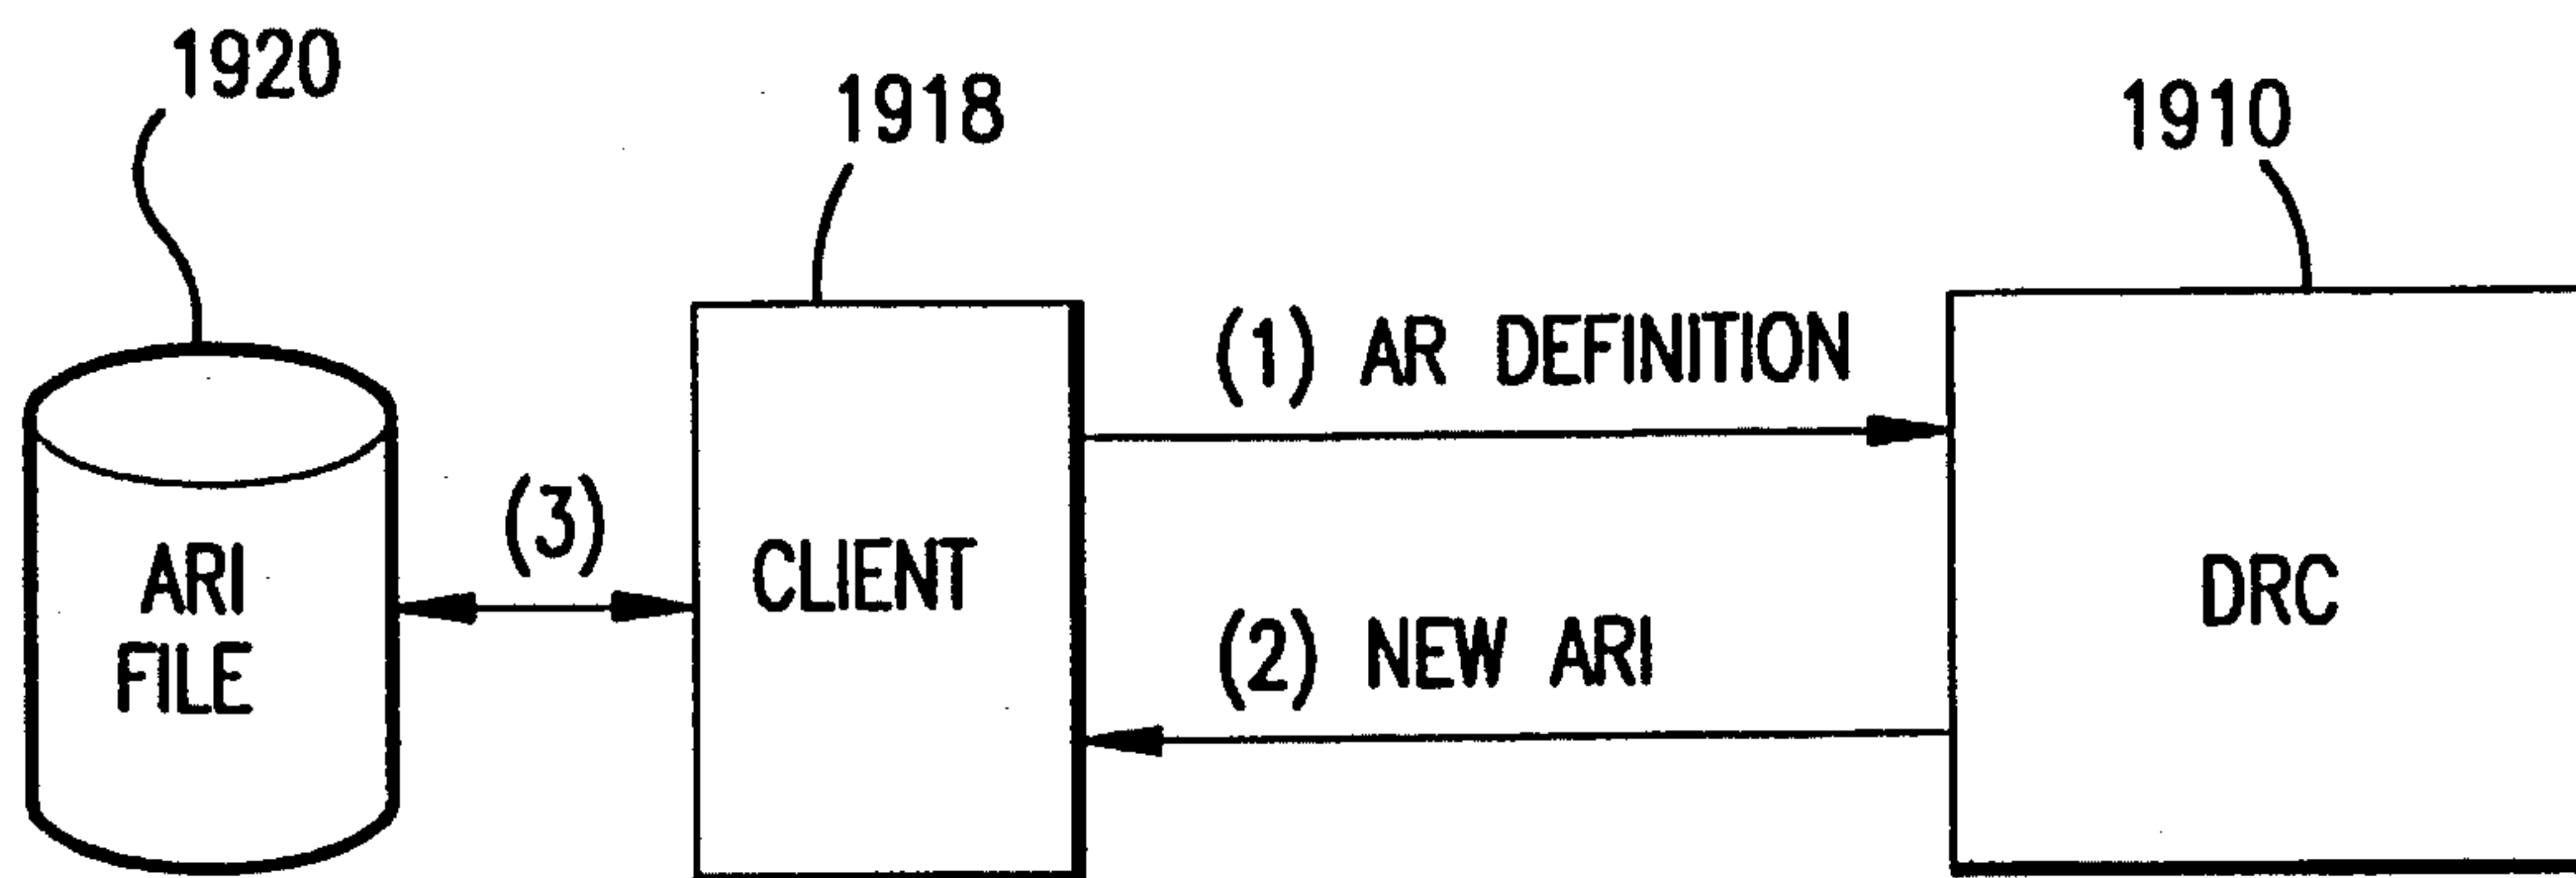 1920
1918
1910
(1) AR DEFINITION
(3)
ARI
FILE
CLIENT
(2) NEW ARI
DRC